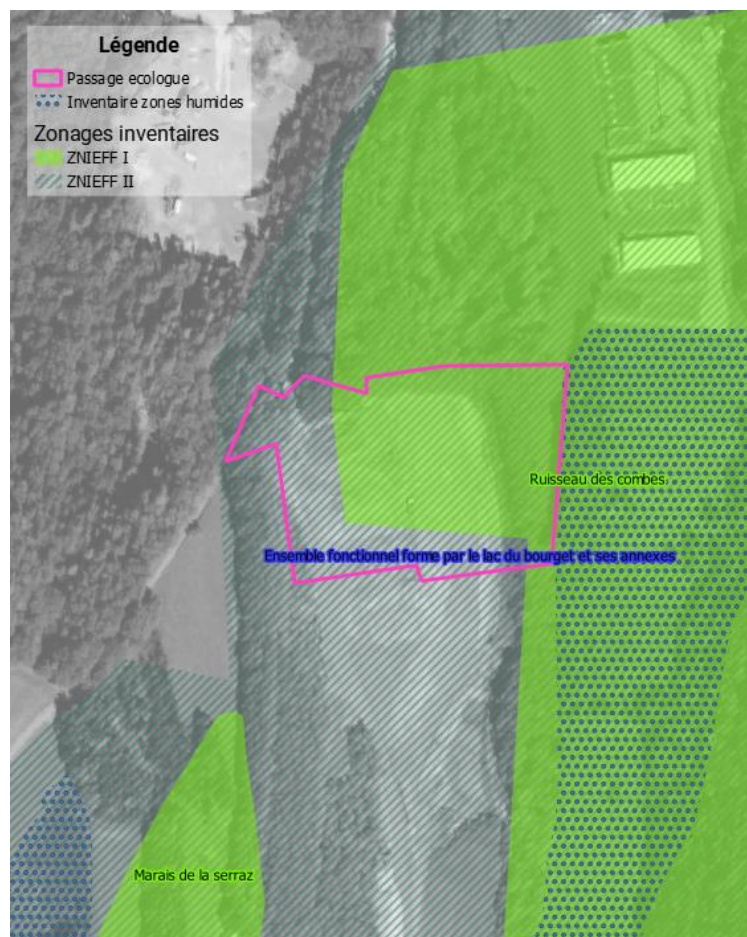 Légende
Passage ecologue
Inventaire zones humides
Zonages inventaires
ZNIEFF I
ZNIEFF II
Ruisseau des combes
Ensemble fonctionnel forme par le lac du bourget et ses annexes
Marais de la serraz